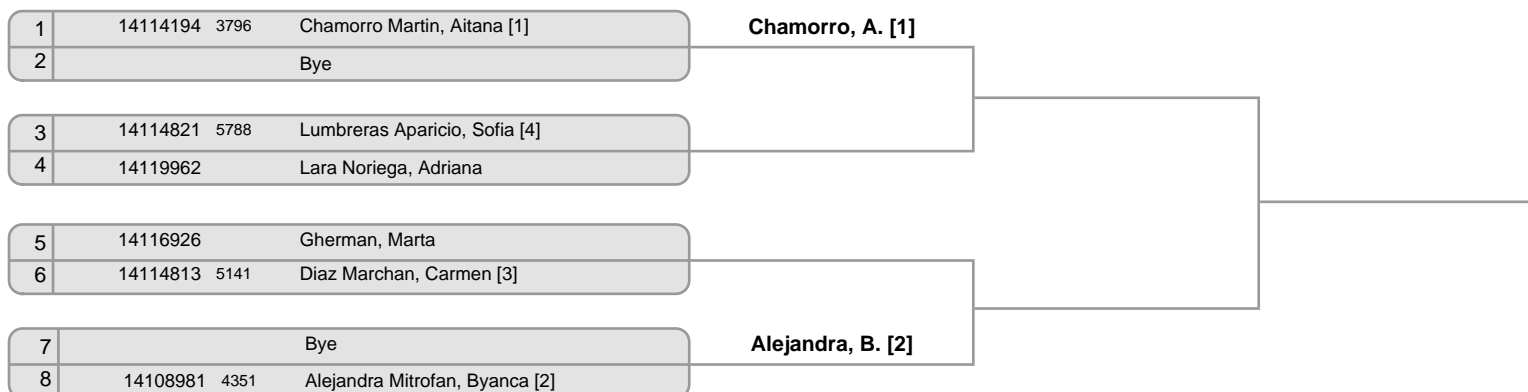 1 14114194 3796 Chamorro Martin, Aitana [1] Chamorro, A. [1]
2 Bye
3 14114821 5788 Lumbreras Aparicio, Sofia [4]
4 14119962 Lara Noriega, Adriana
5 14116926 Gherman, Marta
6 14114813 5141 Diaz Marchan, Carmen [3]
7 Bye Alejandra, B. [2]
8 14108981 4351 Alejandra Mitrofan, Byanca [2]